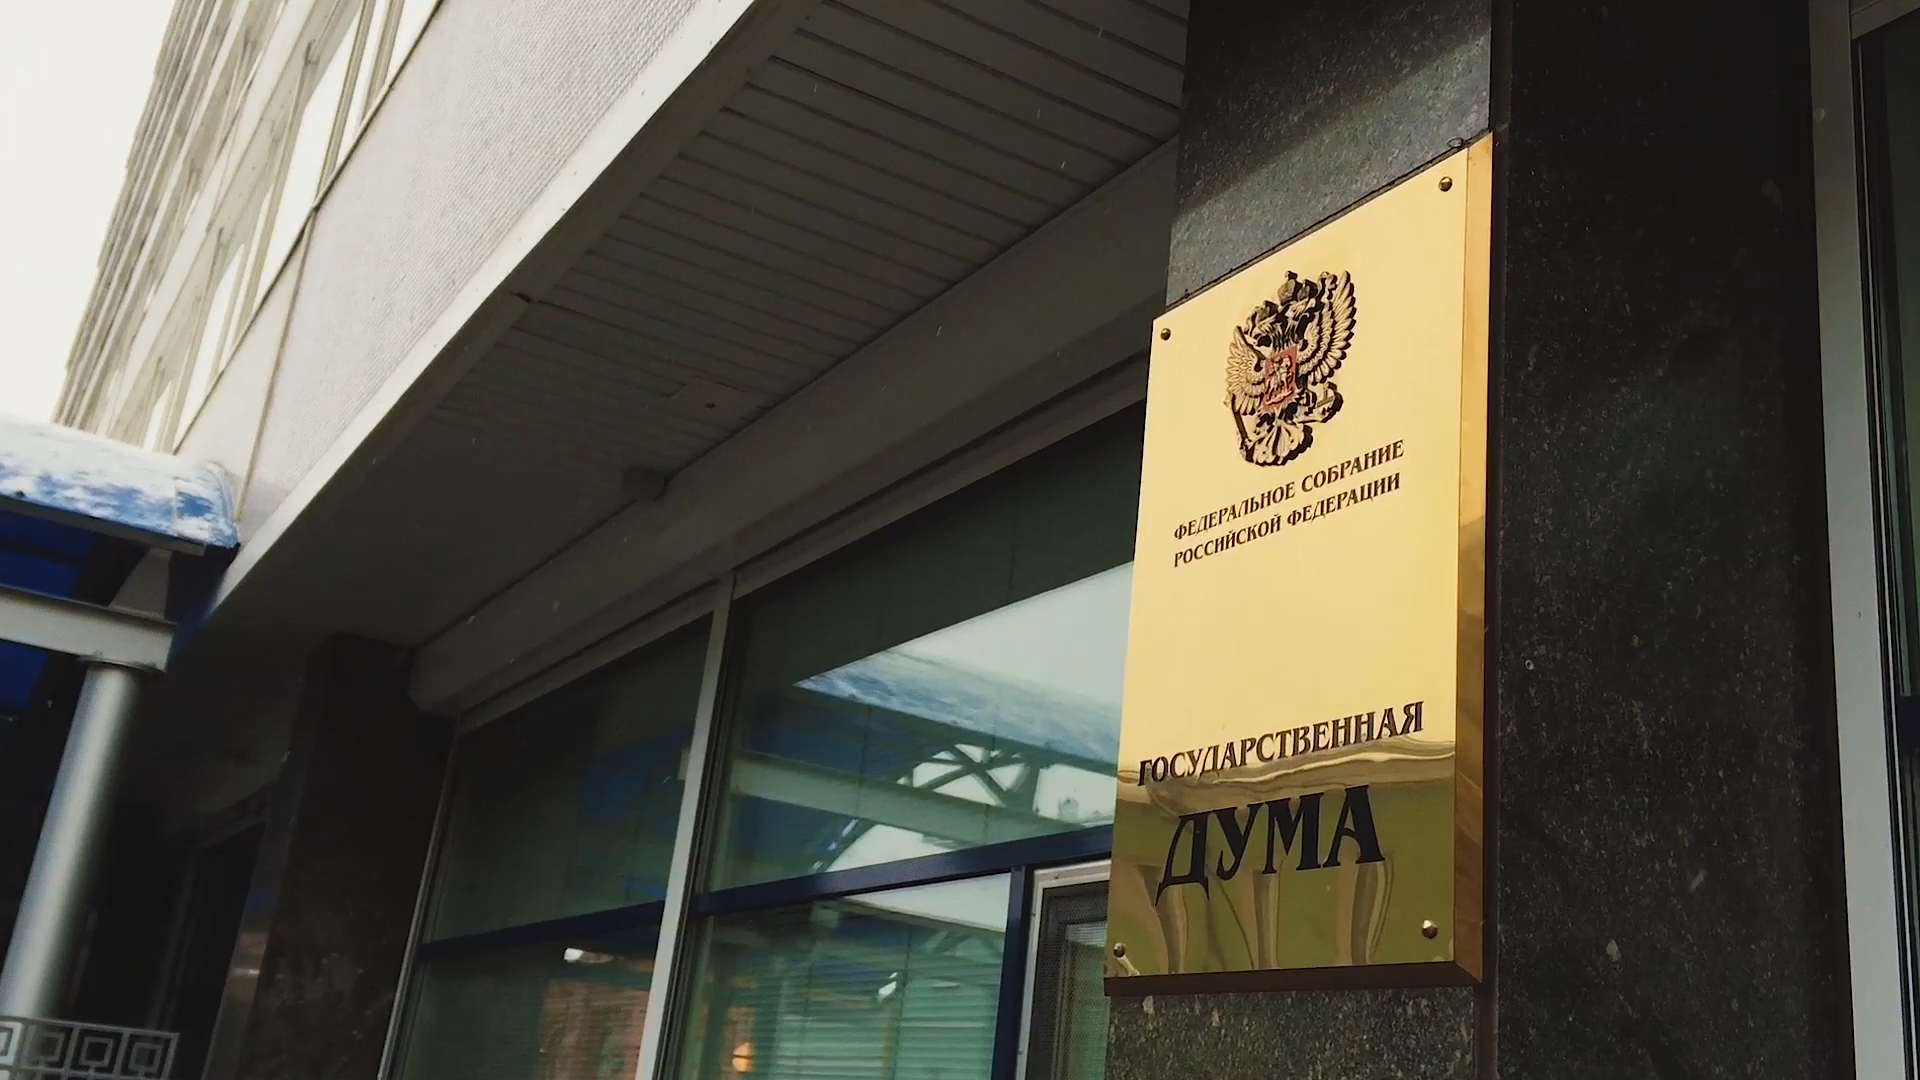 ФЕДЕРАЛЬНОЕ СОБРАНИЕ
РОССИЙСКОЙ ФЕДЕРАЦИИ
ГОСУДАРСТВЕННАЯ
ДУМА